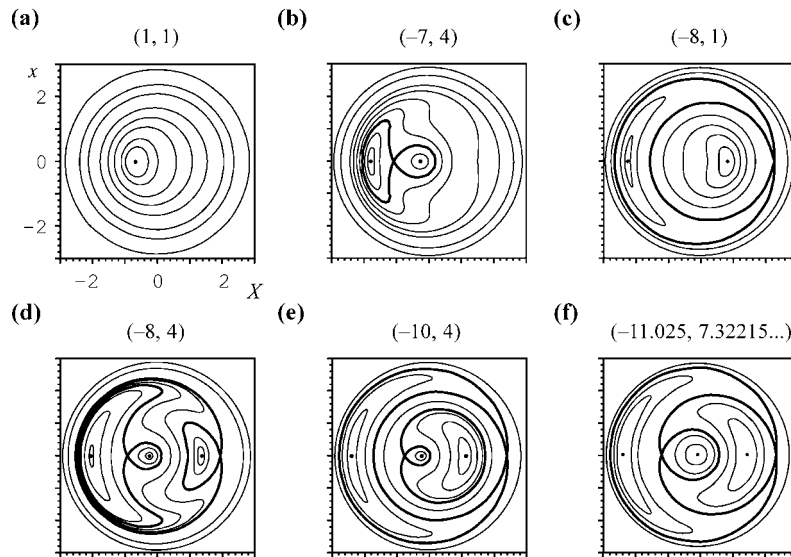 (a)
(1, 1)
(b)
(–7, 4)
(c)
(–8, 1)
x
2
0
−2
−2 0 2
X
(d)
(–8, 4)
(e)
(–10, 4)
(f)
(–11.025, 7.32215...)